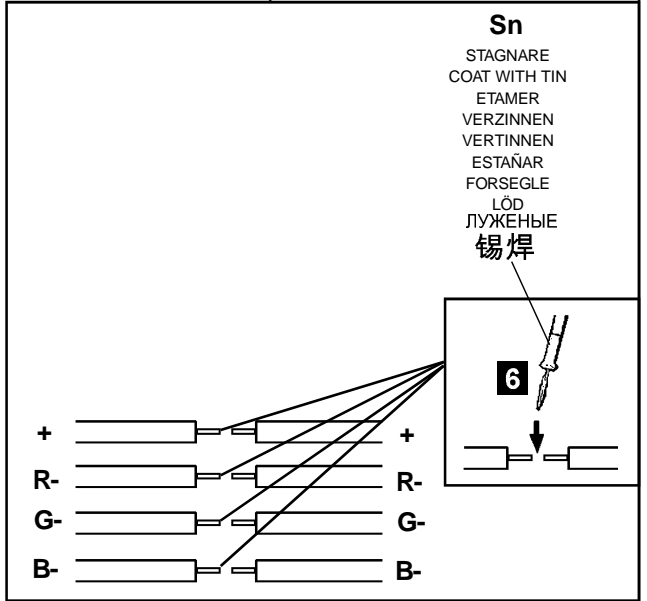 Sn
STAGNARE
COAT WITH TIN
ETAMER
VERZINNEN
VERTINNEN
ESTAÑAR
FORSEGLE
LÖD
ЛУЖЕНЫЕ
锡焊
6
+ +
R- R-
G- G-
B- B-